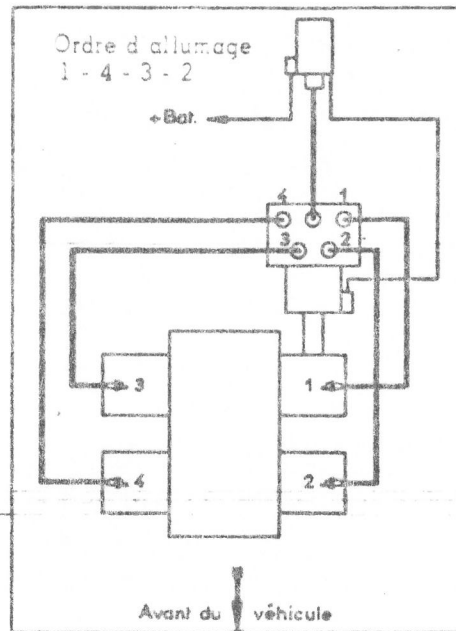 Ordre d'allumage
1 - 4 - 3 - 2
+Bat.
4 1
3 2
3 1
4 2
Avant du véhicule